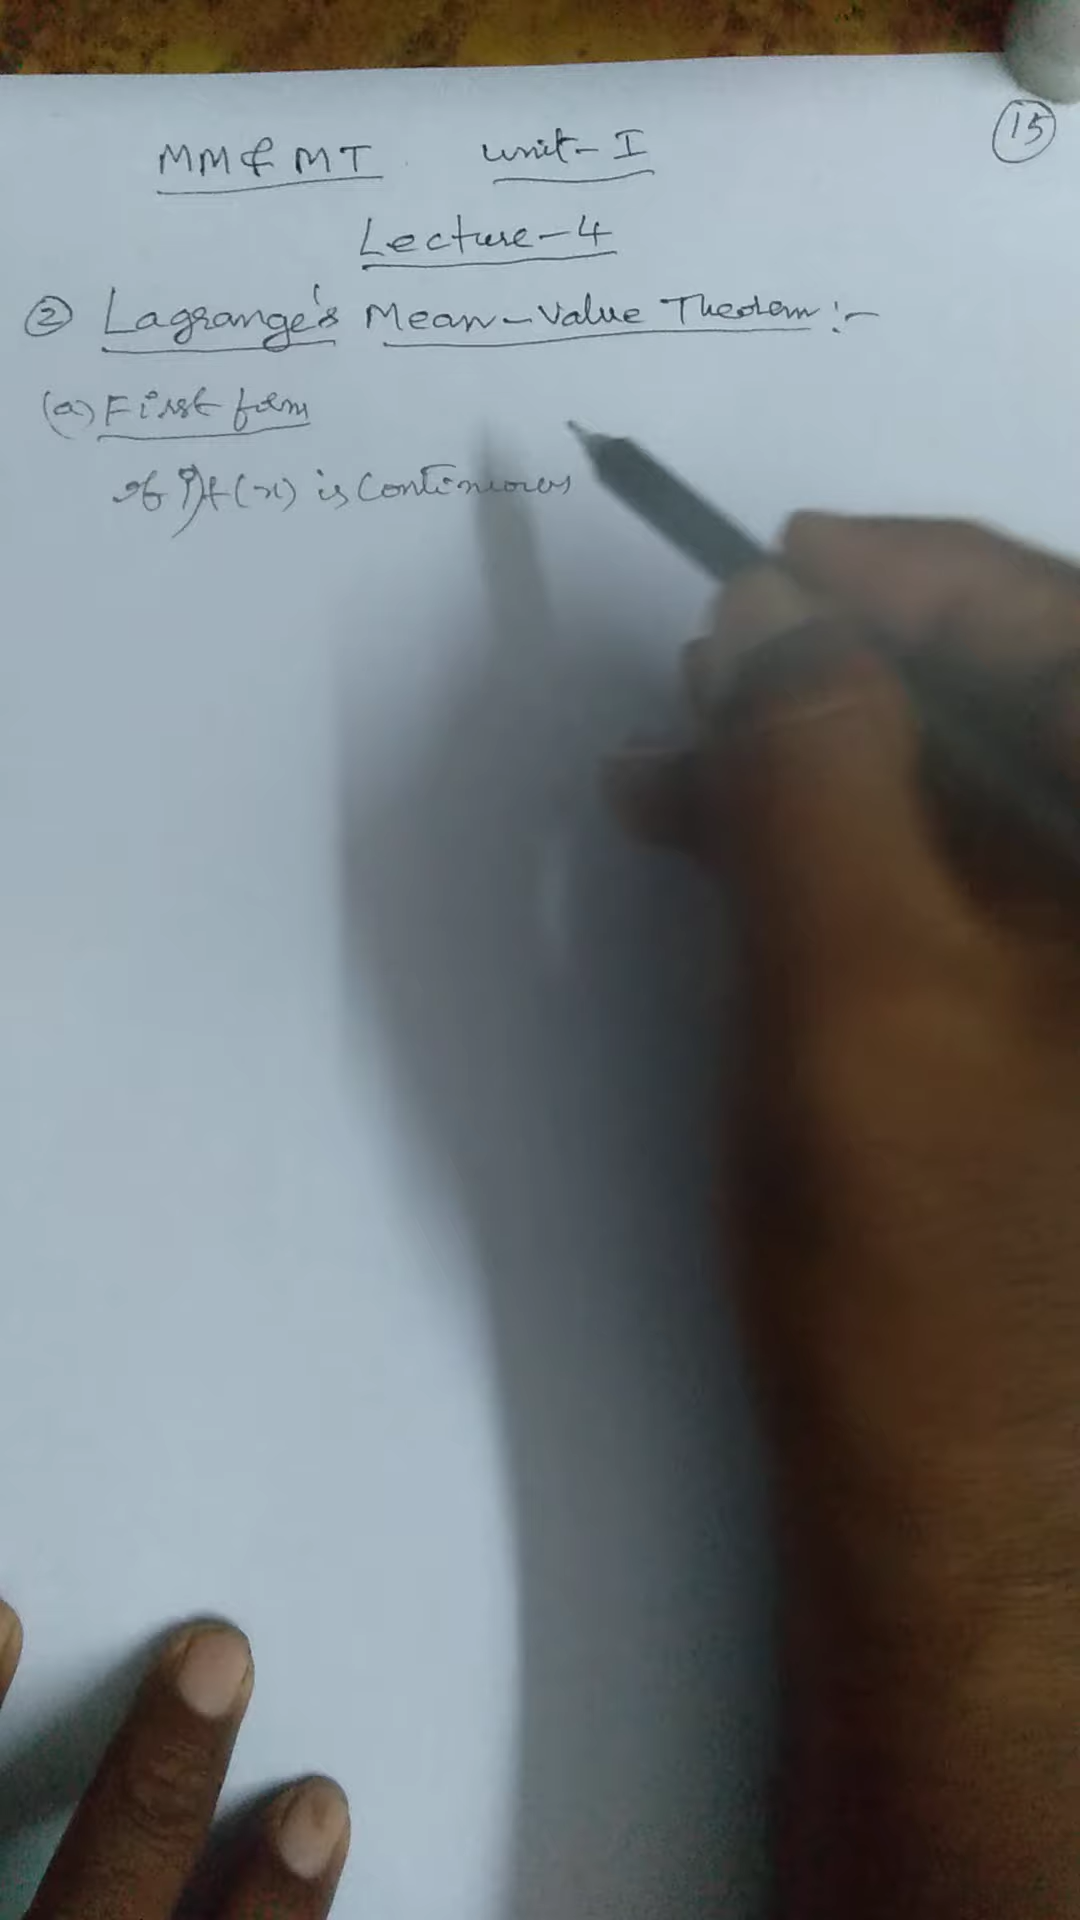 15
MM & MT unit - I
Lecture - 4
② Lagrange's Mean - Value Theorem :-
(a) First form
If i) f(x) is Continuous